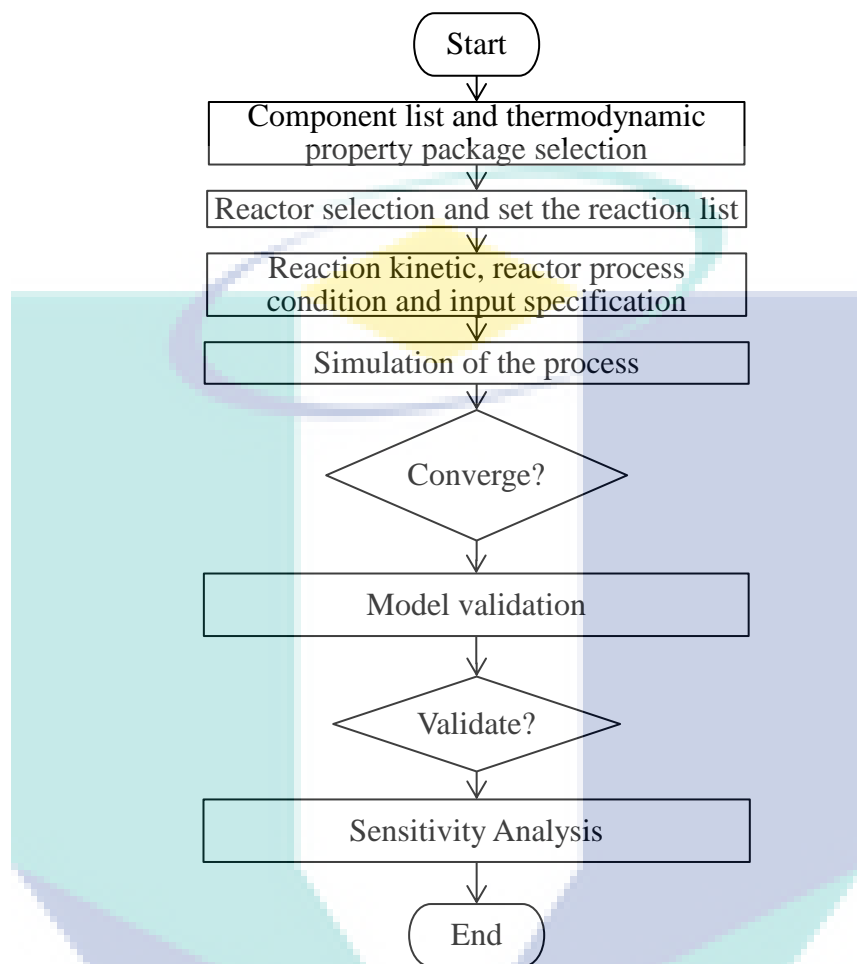 Start
Component list and thermodynamic
property package selection
Reactor selection and set the reaction list
Reaction kinetic, reactor process
condition and input specification
Simulation of the process
Converge?
Model validation
Validate?
Sensitivity Analysis
End